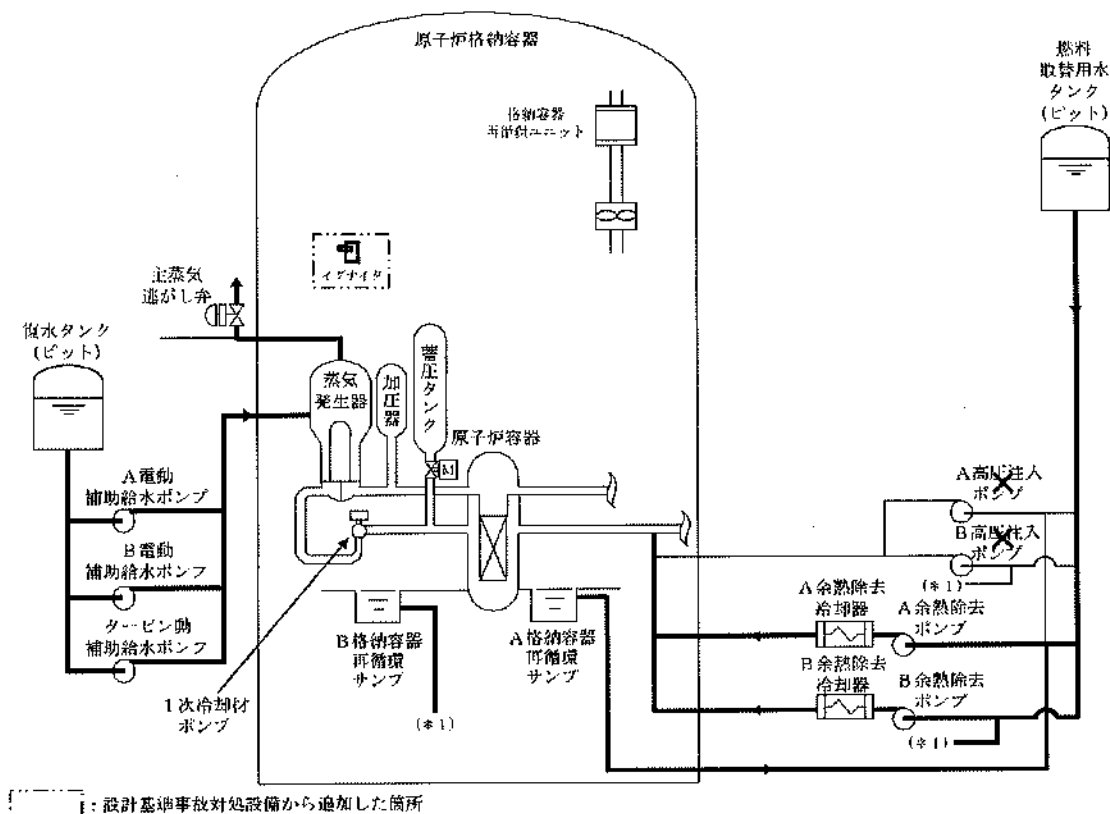 原子炉格納容器
燃料
取替用水
タンク
(ピット)
格納容器
再循環ユニット
イグナイタ
主蒸気
逃がし弁
復水タンク
(ピット)
蒸気
発生器
加圧器
蓄圧タンク
M
原子炉容器
A電動
補助給水ポンプ
B電動
補助給水ポンプ
タービン動
補助給水ポンプ
1次冷却材
ポンプ
B格納容器
再循環
サンプ
(*1)
A格納容器
再循環
サンプ
A高圧注入
ポンプ
B高圧注入
ポンプ
(*1)
A余熱除去
冷却器
A余熱除去
ポンプ
B余熱除去
冷却器
B余熱除去
ポンプ
(*1)
:設計基準事故対処設備から追加した箇所